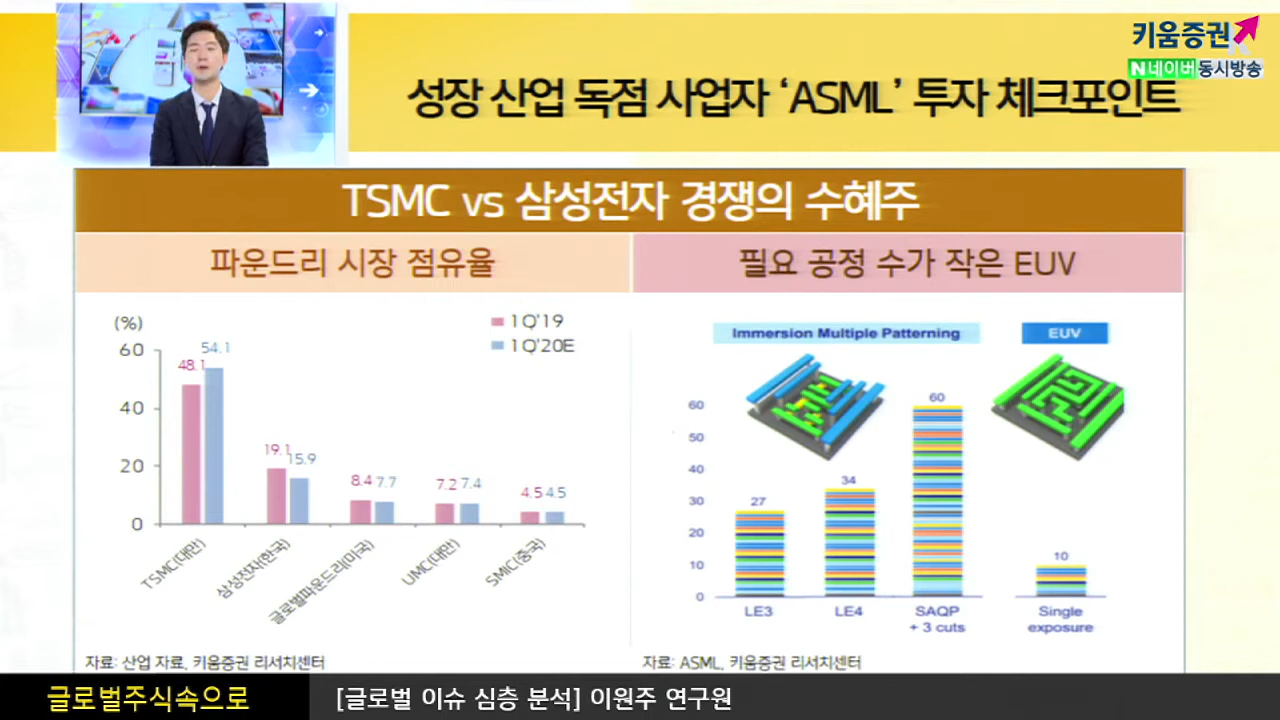 키움증권
N네이버 동시방송
성장 산업 독점 사업자 ‘ASML’ 투자 체크포인트
TSMC vs 삼성전자 경쟁의 수혜주
파운드리 시장 점유율
(%)
1Q'19
1Q'20E
60
40
20
0
48.1
54.1
19.1
15.9
8.4
7.7
7.2
7.4
4.5
4.5
TSMC(대만)
삼성전자(한국)
글로벌파운드리(미국)
UMC(대만)
SMIC(중국)
자료: 산업 자료, 키움증권 리서치센터
필요 공정 수가 작은 EUV
Immersion Multiple Patterning
EUV
60
50
40
30
20
10
0
27
34
60
10
LE3
LE4
SAQP
+ 3 cuts
Single
exposure
자료: ASML, 키움증권 리서치센터
글로벌주식속으로
[글로벌 이슈 심층 분석] 이원주 연구원